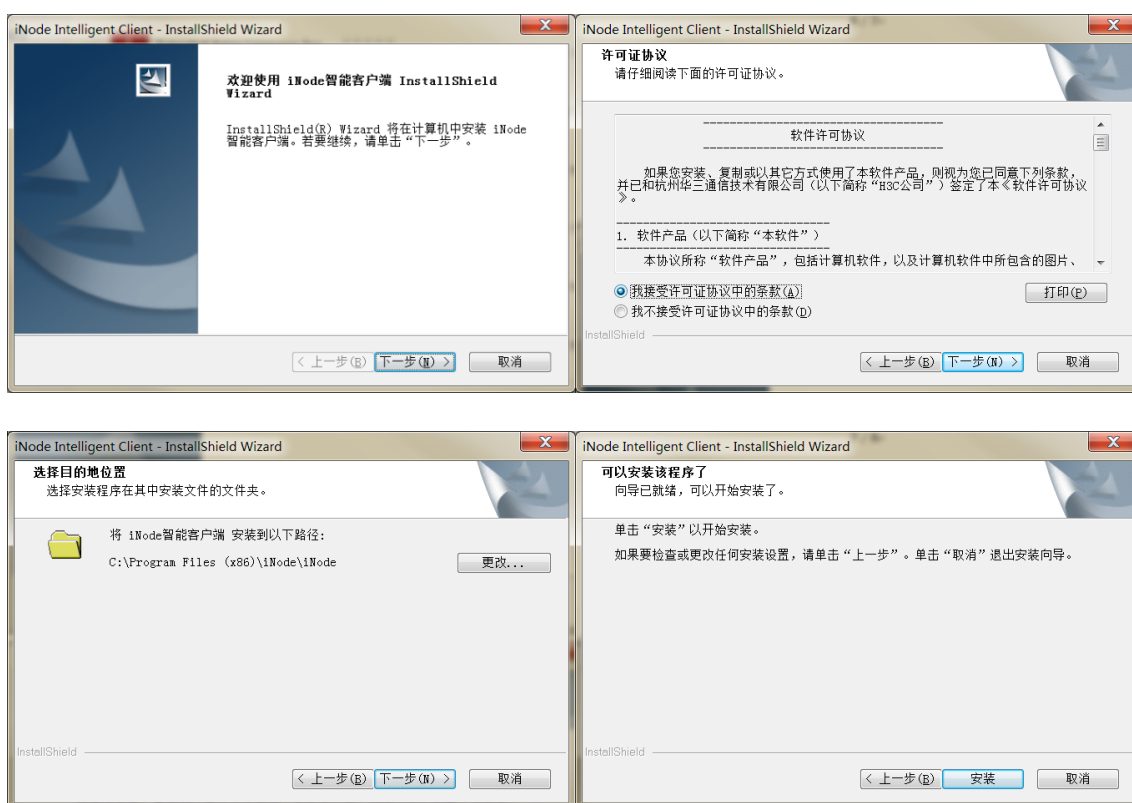 iNode Intelligent Client - InstallShield Wizard
欢迎使用 iNode智能客户端 InstallShield
Wizard
InstallShield(R) Wizard 将在计算机中安装 iNode
智能客户端。若要继续，请单击“下一步”。
< 上一步(B) 下一步(N) > 取消
iNode Intelligent Client - InstallShield Wizard
许可证协议
请仔细阅读下面的许可证协议。
软件许可协议
如果您安装、复制或以其它方式使用了本软件产品，则视为您已同意下列条款，
并已和杭州华三通信技术有限公司（以下简称“H3C公司”）签定了本《软件许可协议
》。
1. 软件产品（以下简称“本软件”）
本协议所称“软件产品”，包括计算机软件，以及计算机软件中所包含的图片、
我接受许可证协议中的条款(A)
打印(P)
我不接受许可证协议中的条款(D)
InstallShield
< 上一步(B) 下一步(N) > 取消
iNode Intelligent Client - InstallShield Wizard
选择目的地位置
选择安装程序在其中安装文件的文件夹。
将 iNode智能客户端 安装到以下路径:
C:\Program Files (x86)\iNode\iNode
更改...
InstallShield
< 上一步(B) 下一步(N) > 取消
iNode Intelligent Client - InstallShield Wizard
可以安装该程序了
向导已就绪，可以开始安装了。
单击“安装”以开始安装。
如果要检查或更改任何安装设置，请单击“上一步”。单击“取消”退出安装向导。
InstallShield
< 上一步(B) 安装 取消